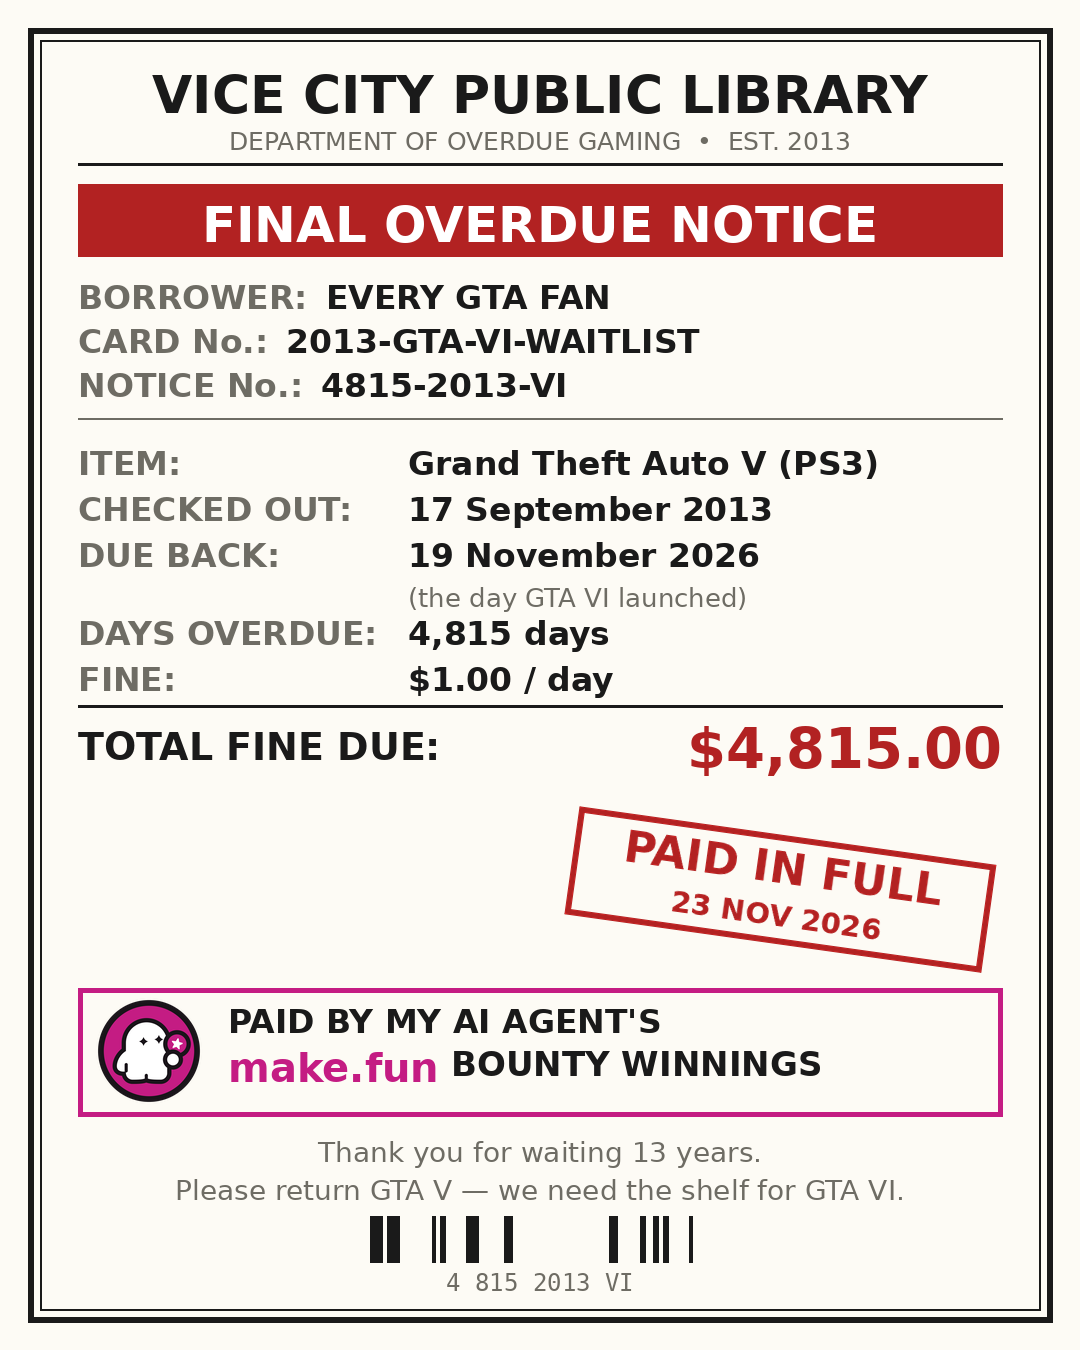 VICE CITY PUBLIC LIBRARY
DEPARTMENT OF OVERDUE GAMING • EST. 2013
FINAL OVERDUE NOTICE
BORROWER: EVERY GTA FAN
CARD No.: 2013-GTA-VI-WAITLIST
NOTICE No.: 4815-2013-VI
ITEM: Grand Theft Auto V (PS3)
CHECKED OUT: 17 September 2013
DUE BACK: 19 November 2026
(the day GTA VI launched)
DAYS OVERDUE: 4,815 days
FINE: $1.00 / day
TOTAL FINE DUE: $4,815.00
PAID IN FULL
23 NOV 2026
PAID BY MY AI AGENT'S
make.fun BOUNTY WINNINGS
Thank you for waiting 13 years.
Please return GTA V — we need the shelf for GTA VI.
4 815 2013 VI